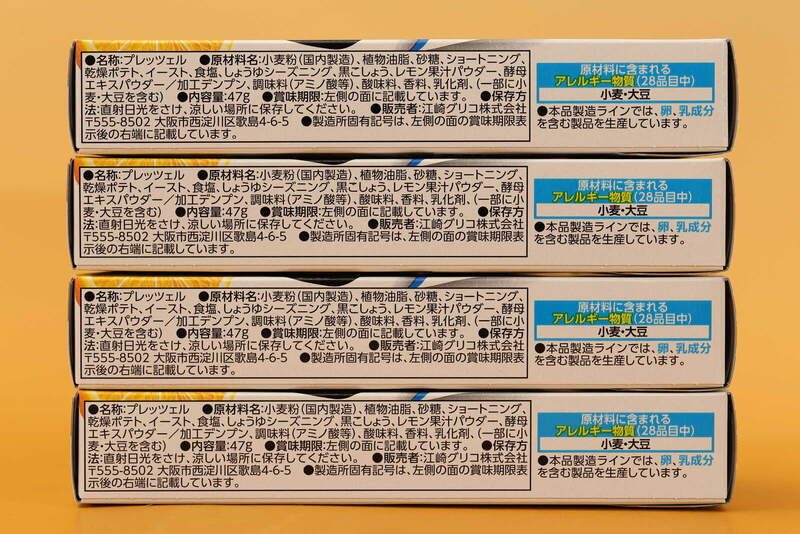 ●名称:プレッツェル ●原材料名:小麦粉(国内製造)、植物油脂、砂糖、ショートニング、
乾燥ポテト、イースト、食塩、しょうゆシーズニング、黒こしょう、レモン果汁パウダー、酵母
エキスパウダー/加工デンプン、調味料(アミノ酸等)、酸味料、香料、乳化剤、(一部に小
麦・大豆を含む) ●内容量:47g ●賞味期限:左側の面に記載しています。 ●保存方
法:直射日光をさけ、涼しい場所に保存してください。 ●販売者:江崎グリコ株式会社
〒555-8502 大阪市西淀川区歌島4-6-5 ●製造所固有記号は、左側の面の賞味期限表
示後の右端に記載しています。
原材料に含まれる
アレルギー物質(28品目中)
小麦・大豆
●本品製造ラインでは、卵、乳成分
を含む製品を生産しています。
●名称:プレッツェル ●原材料名:小麦粉(国内製造)、植物油脂、砂糖、ショートニング、
乾燥ポテト、イースト、食塩、しょうゆシーズニング、黒こしょう、レモン果汁パウダー、酵母
エキスパウダー/加工デンプン、調味料(アミノ酸等)、酸味料、香料、乳化剤、(一部に小
麦・大豆を含む) ●内容量:47g ●賞味期限:左側の面に記載しています。 ●保存方
法:直射日光をさけ、涼しい場所に保存してください。 ●販売者:江崎グリコ株式会社
〒555-8502 大阪市西淀川区歌島4-6-5 ●製造所固有記号は、左側の面の賞味期限表
示後の右端に記載しています。
原材料に含まれる
アレルギー物質(28品目中)
小麦・大豆
●本品製造ラインでは、卵、乳成分
を含む製品を生産しています。
●名称:プレッツェル ●原材料名:小麦粉(国内製造)、植物油脂、砂糖、ショートニング、
乾燥ポテト、イースト、食塩、しょうゆシーズニング、黒こしょう、レモン果汁パウダー、酵母
エキスパウダー/加工デンプン、調味料(アミノ酸等)、酸味料、香料、乳化剤、(一部に小
麦・大豆を含む) ●内容量:47g ●賞味期限:左側の面に記載しています。 ●保存方
法:直射日光をさけ、涼しい場所に保存してください。 ●販売者:江崎グリコ株式会社
〒555-8502 大阪市西淀川区歌島4-6-5 ●製造所固有記号は、左側の面の賞味期限表
示後の右端に記載しています。
原材料に含まれる
アレルギー物質(28品目中)
小麦・大豆
●本品製造ラインでは、卵、乳成分
を含む製品を生産しています。
●名称:プレッツェル ●原材料名:小麦粉(国内製造)、植物油脂、砂糖、ショートニング、
乾燥ポテト、イースト、食塩、しょうゆシーズニング、黒こしょう、レモン果汁パウダー、酵母
エキスパウダー/加工デンプン、調味料(アミノ酸等)、酸味料、香料、乳化剤、(一部に小
麦・大豆を含む) ●内容量:47g ●賞味期限:左側の面に記載しています。 ●保存方
法:直射日光をさけ、涼しい場所に保存してください。 ●販売者:江崎グリコ株式会社
〒555-8502 大阪市西淀川区歌島4-6-5 ●製造所固有記号は、左側の面の賞味期限表
示後の右端に記載しています。
原材料に含まれる
アレルギー物質(28品目中)
小麦・大豆
●本品製造ラインでは、卵、乳成分
を含む製品を生産しています。